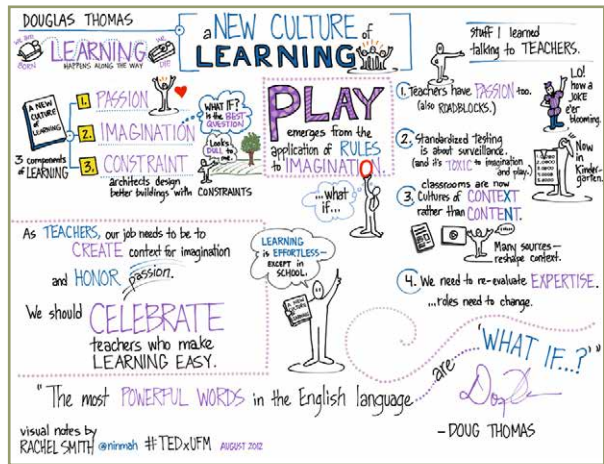 DOUGLAS THOMAS
a NEW CULTURE of
LEARNING
WE ARE BORN
LEARNING
HAPPENS ALONG THE WAY
WE DIE
A NEW
CULTURE
of
LEARNING
3 components
of LEARNING
1. PASSION
2. IMAGINATION
3. CONSTRAINT
architects design
better buildings with CONSTRAINTS
WHAT IF?
is the BEST
QUESTION
Looks
DULL to
me.
PLAY
emerges from the
application of RULES
to IMAGINATION.
...what
if...
stuff I learned
talking to TEACHERS.
1. Teachers have PASSION too.
(also ROADBLOCKS.)
LO!
how a
JOKE
e'er
blooming.
2. Standardized Testing
is about surveillance.
(and it's TOXIC to imagination
and play.)
Now
in
Kinder-
garten.
classrooms are now
3. Cultures of CONTEXT
rather than CONTENT.
Many sources—
reshape context.
4. We need to re-evaluate EXPERTISE.
...roles need to change.
As TEACHERS, our job needs to be to
CREATE context for imagination
and HONOR passion.
We should CELEBRATE
teachers who make
LEARNING EASY.
LEARNING
is EFFORTLESS—
EXCEPT in
SCHOOL.
A NEW
CULTURE
of
LEARNING
"The most POWERFUL WORDS in the English language
are
'WHAT IF...?'"
—DOUG THOMAS
visual notes by
RACHEL SMITH @ninmah #TEDxUFM AUGUST 2012